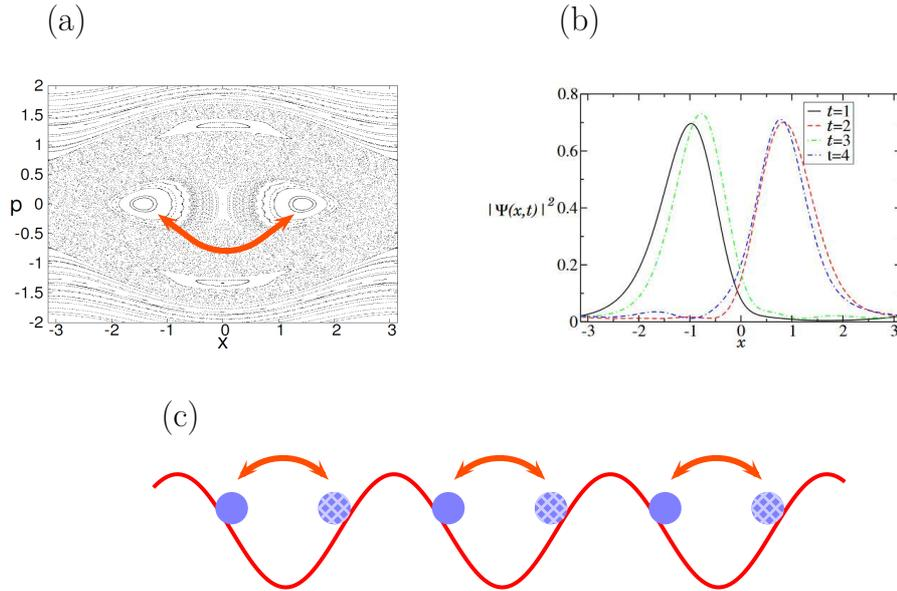 (a)
2
1.5
1
0.5
p 0
-0.5
-1
-1.5
-2
-3 -2 -1 0 1 2 3
x
(b)
0.8
0.6
|Ψ(x,t)|² 0.4
0.2
0
-3 -2 -1 0 1 2 3
x
t=1
t=2
t=3
t=4
(c)